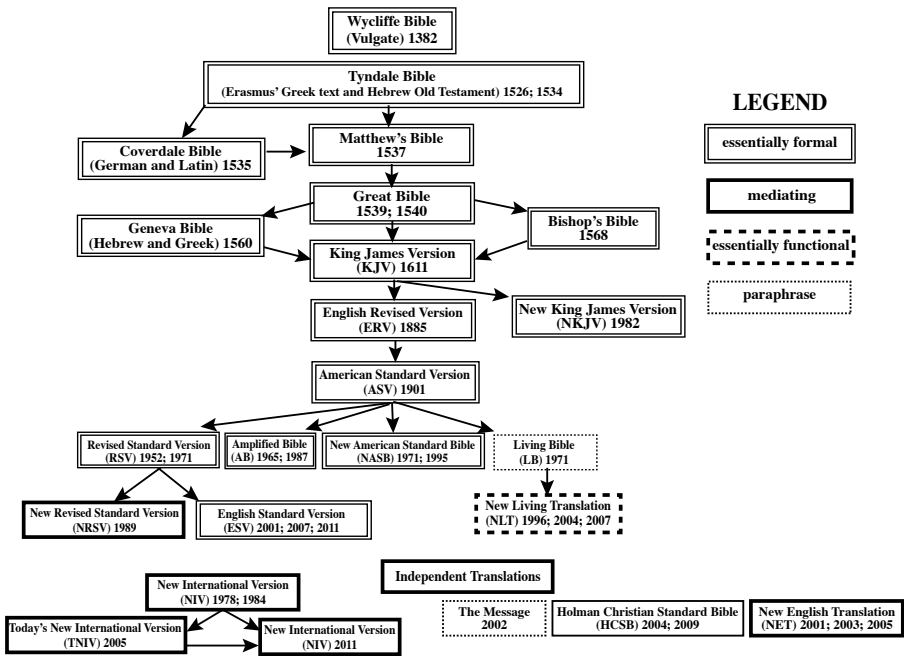 Wycliffe Bible
(Vulgate) 1382
Tyndale Bible
(Erasmus' Greek text and Hebrew Old Testament) 1526; 1534
LEGEND
essentially formal
mediating
essentially functional
paraphrase
Coverdale Bible
(German and Latin) 1535
Matthew's Bible
1537
Great Bible
1539; 1540
Geneva Bible
(Hebrew and Greek) 1560
Bishop's Bible
1568
King James Version
(KJV) 1611
English Revised Version
(ERV) 1885
New King James Version
(NKJV) 1982
American Standard Version
(ASV) 1901
Revised Standard Version
(RSV) 1952; 1971
Amplified Bible
(AB) 1965; 1987
New American Standard Bible
(NASB) 1971; 1995
Living Bible
(LB) 1971
New Revised Standard Version
(NRSV) 1989
English Standard Version
(ESV) 2001; 2007; 2011
New Living Translation
(NLT) 1996; 2004; 2007
New International Version
(NIV) 1978; 1984
Today's New International Version
(TNIV) 2005
New International Version
(NIV) 2011
Independent Translations
The Message
2002
Holman Christian Standard Bible
(HCSB) 2004; 2009
New English Translation
(NET) 2001; 2003; 2005